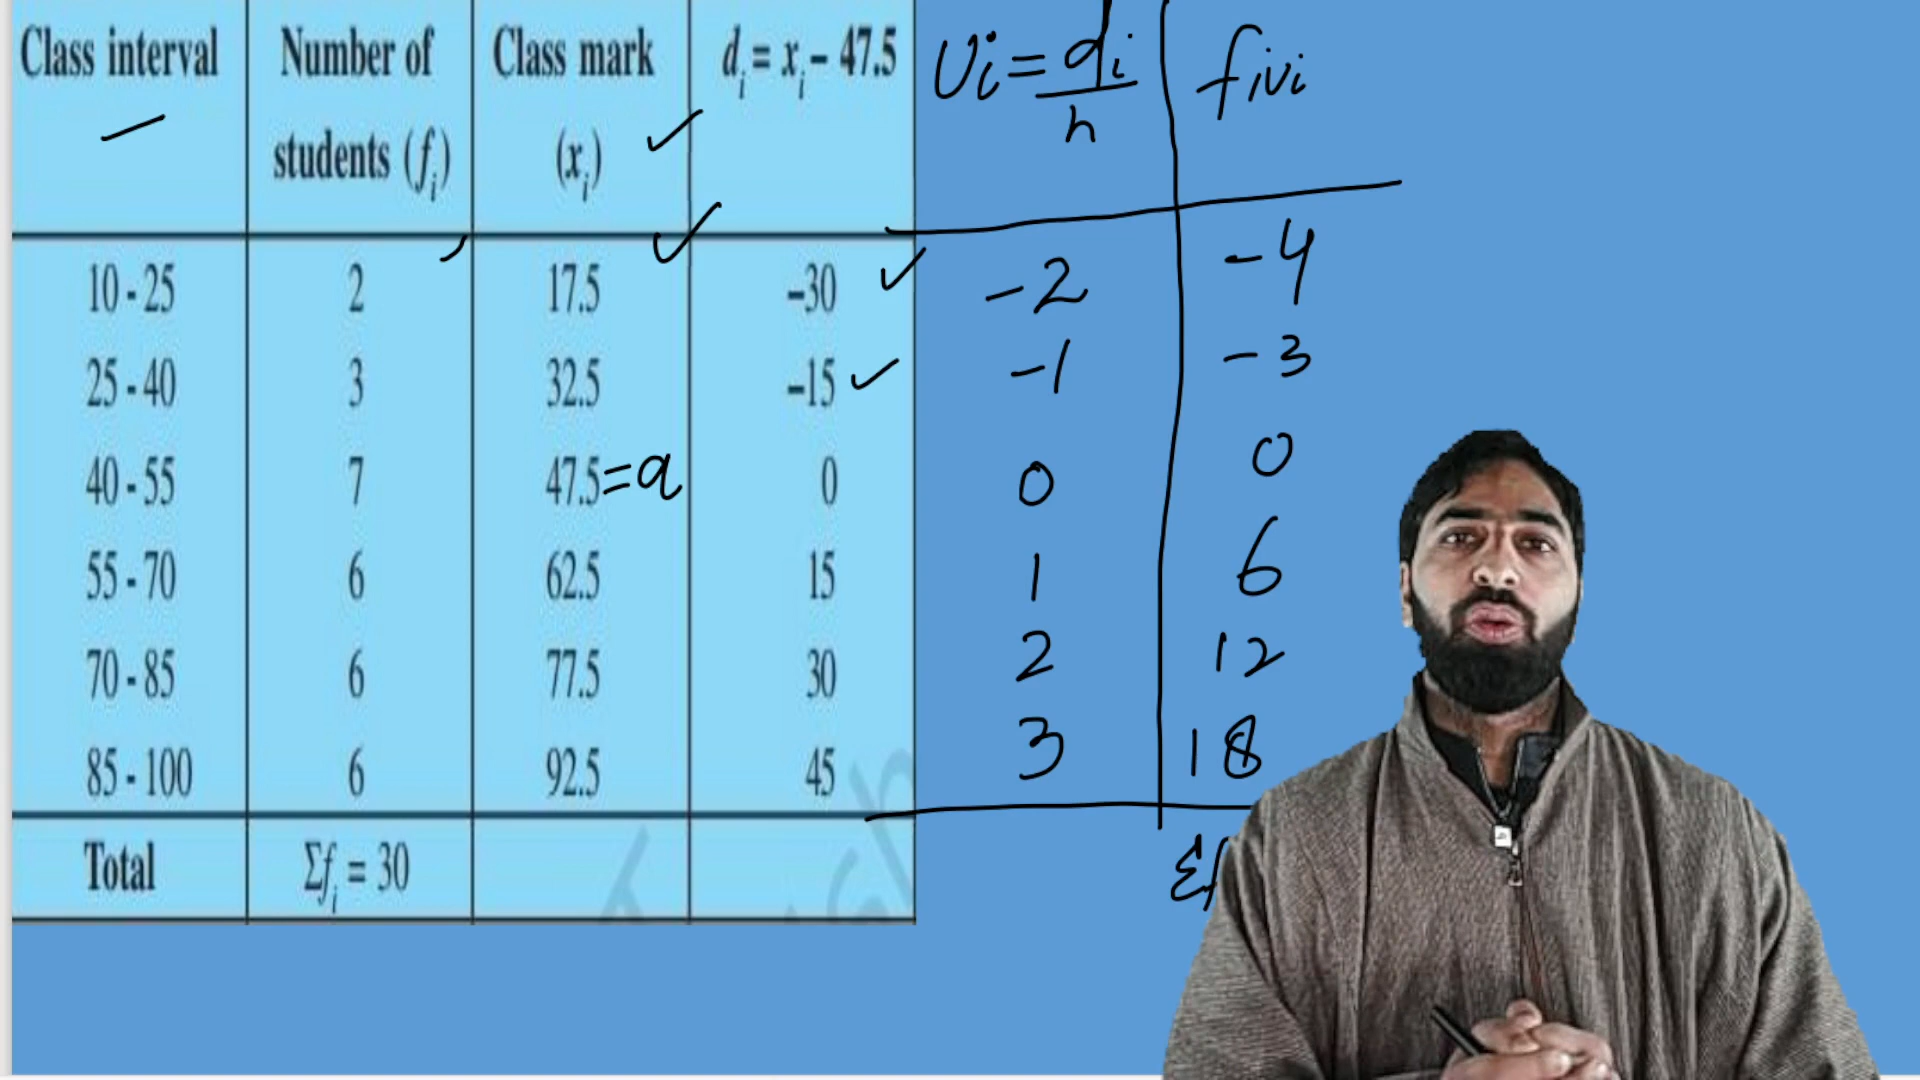 Class interval Number of students (fi) Class mark (xi) di = xi – 47.5 Ui = di/h fiui
10 - 25 2 17.5 –30 -2 -4
25 - 40 3 32.5 –15 -1 -3
40 - 55 7 47.5 = a 0 0 0
55 - 70 6 62.5 15 1 6
70 - 85 6 77.5 30 2 12
85 - 100 6 92.5 45 3 18
Total Σfi = 30 Σf